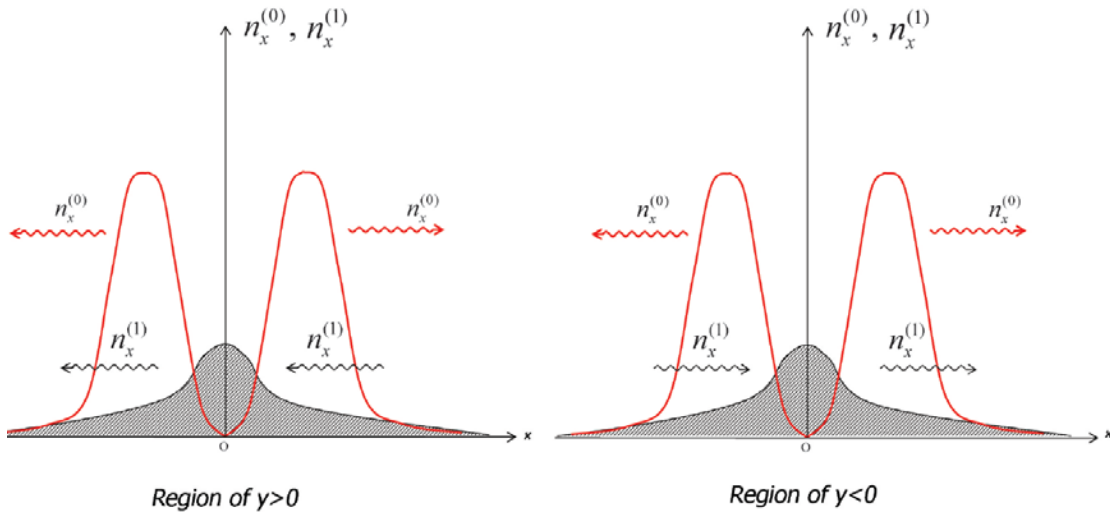 n_x^{(0)}, n_x^{(1)}
n_x^{(0)}
n_x^{(0)}
n_x^{(1)}
n_x^{(1)}
O
x
Region of y>0
n_x^{(0)}, n_x^{(1)}
n_x^{(0)}
n_x^{(0)}
n_x^{(1)}
n_x^{(1)}
O
x
Region of y<0